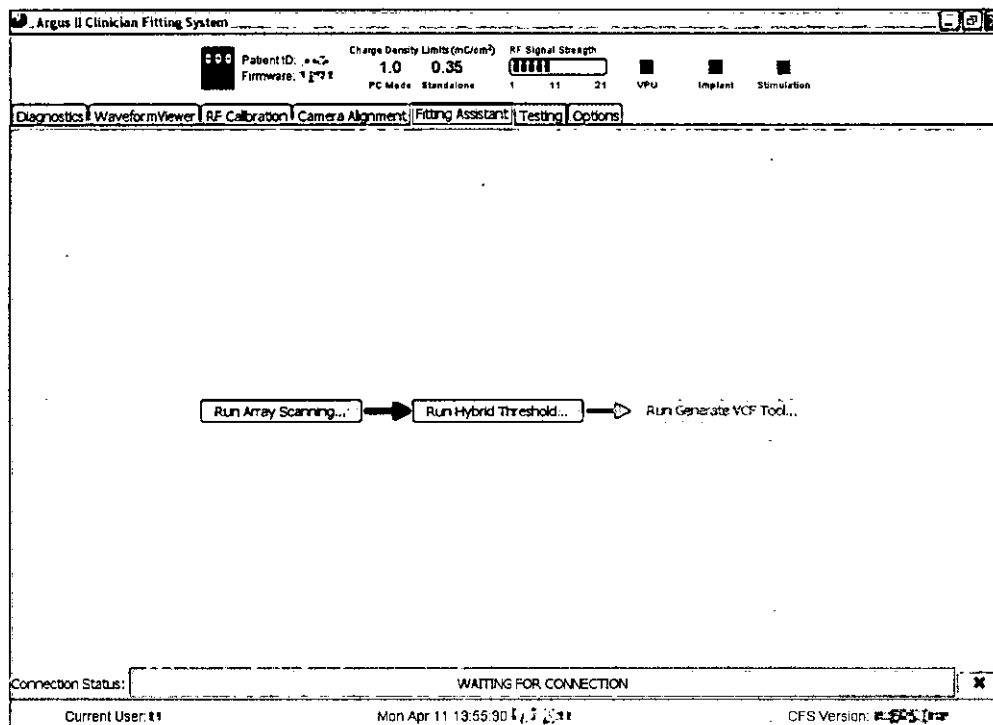 Argus II Clinician Fitting System
Patient ID:
Firmware:
Charge Density Limits (mC/cm²)
1.0 0.35
PC Mode Standalone
RF Signal Strength
1 11 21
VPU Implant Stimulation
Diagnostics WaveformViewer RF Calibration Camera Alignment Fitting Assistant Testing Options
Run Array Scanning... Run Hybrid Threshold... Run Generate VCF Tool...
Connection Status: WAITING FOR CONNECTION
Current User: Mon Apr 11 13:55: CFS Version: